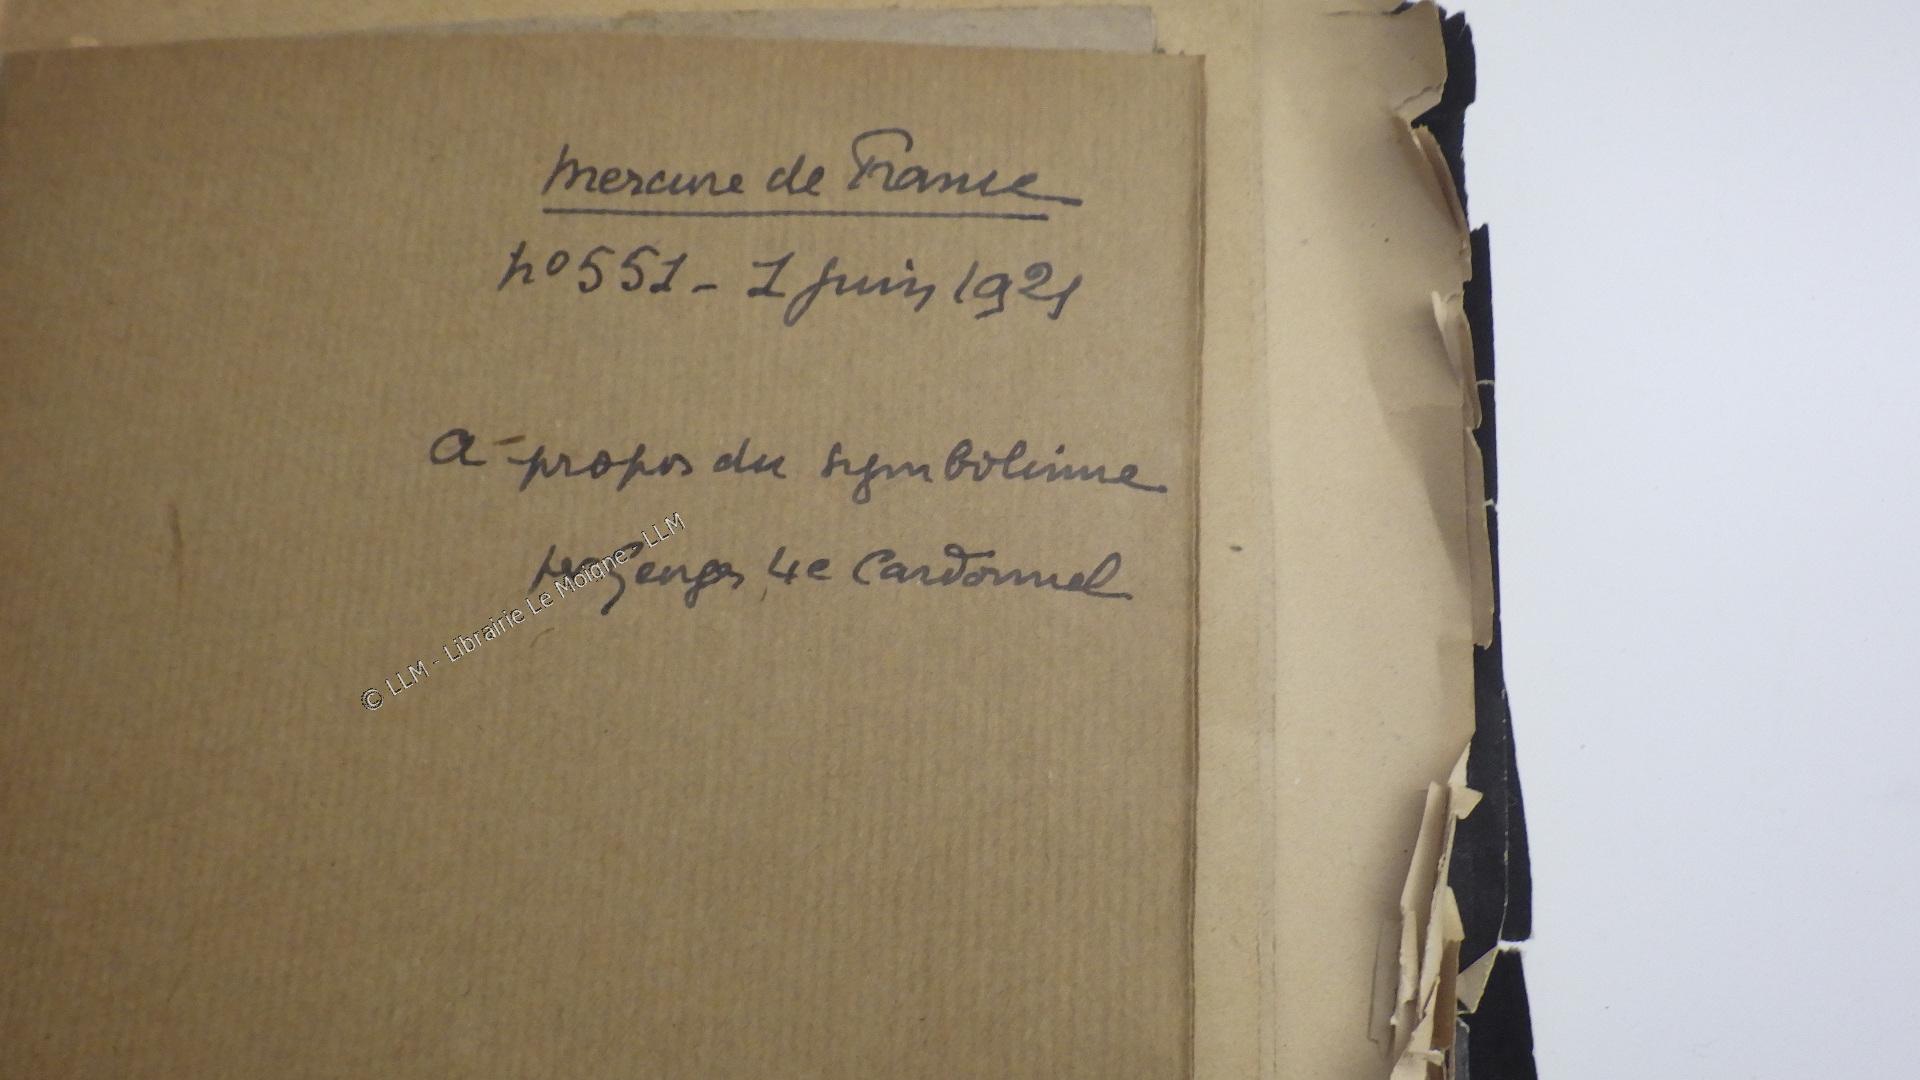 Mercure de France
no 551 - 1 Juin 1921
A-propos du symbolisme
par Georges Le Cardonnel
© LLM - Librairie Le Moigne - LLM